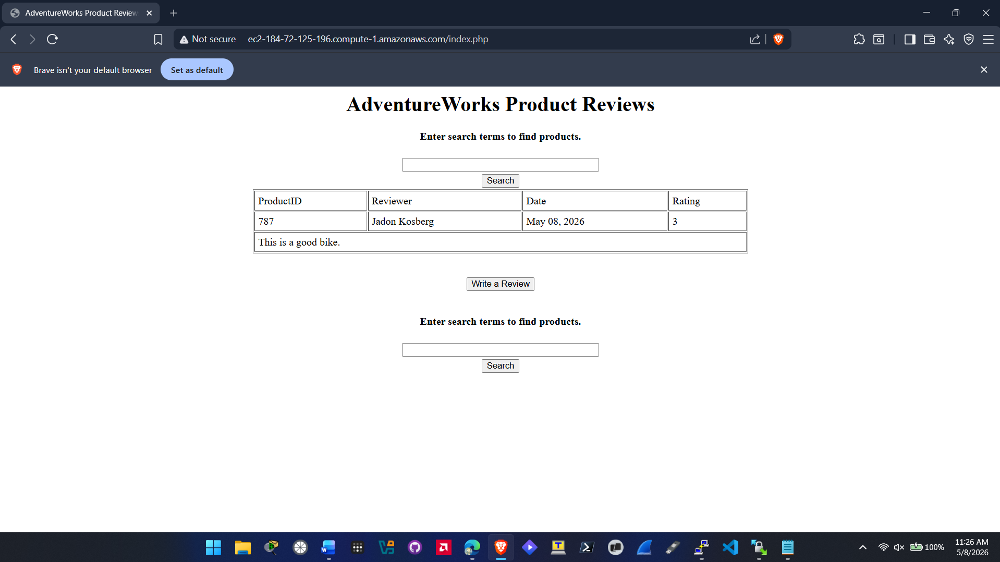 AdventureWorks Product Review
Not secure ec2-184-72-125-196.compute-1.amazonaws.com/index.php
Brave isn't your default browser Set as default
AdventureWorks Product Reviews
Enter search terms to find products.
Search
ProductID Reviewer Date Rating
787 Jadon Kosberg May 08, 2026 3
This is a good bike.
Write a Review
Enter search terms to find products.
Search
100% 11:26 AM
5/8/2026